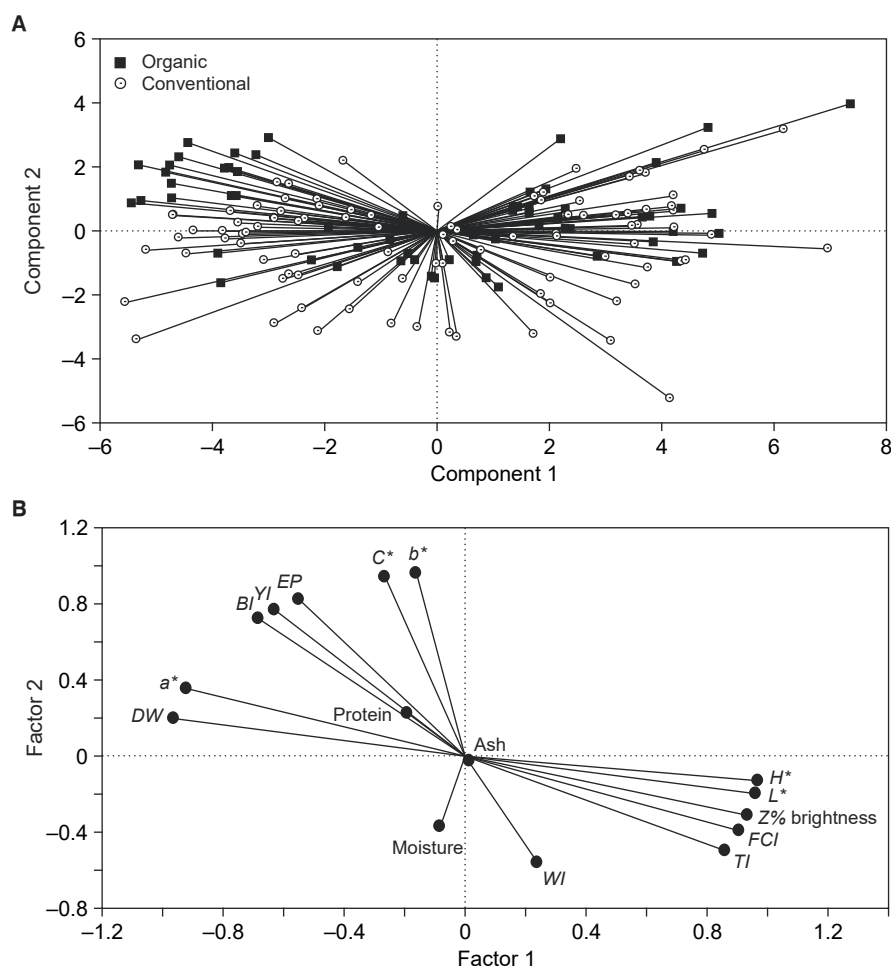 A
6
Organic
Conventional
4
2
0
–2
–4
–6
Component 2
–6
–4
–2
0
2
4
6
8
Component 1
B
1.2
C*
b*
EP
YI
BI
0.8
a*
0.4
DW
Protein
Ash
0
H*
L*
Z% brightness
FCI
TI
–0.4
Moisture
WI
–0.8
Factor 2
–1.2
–0.8
–0.4
0
0.4
0.8
1.2
Factor 1